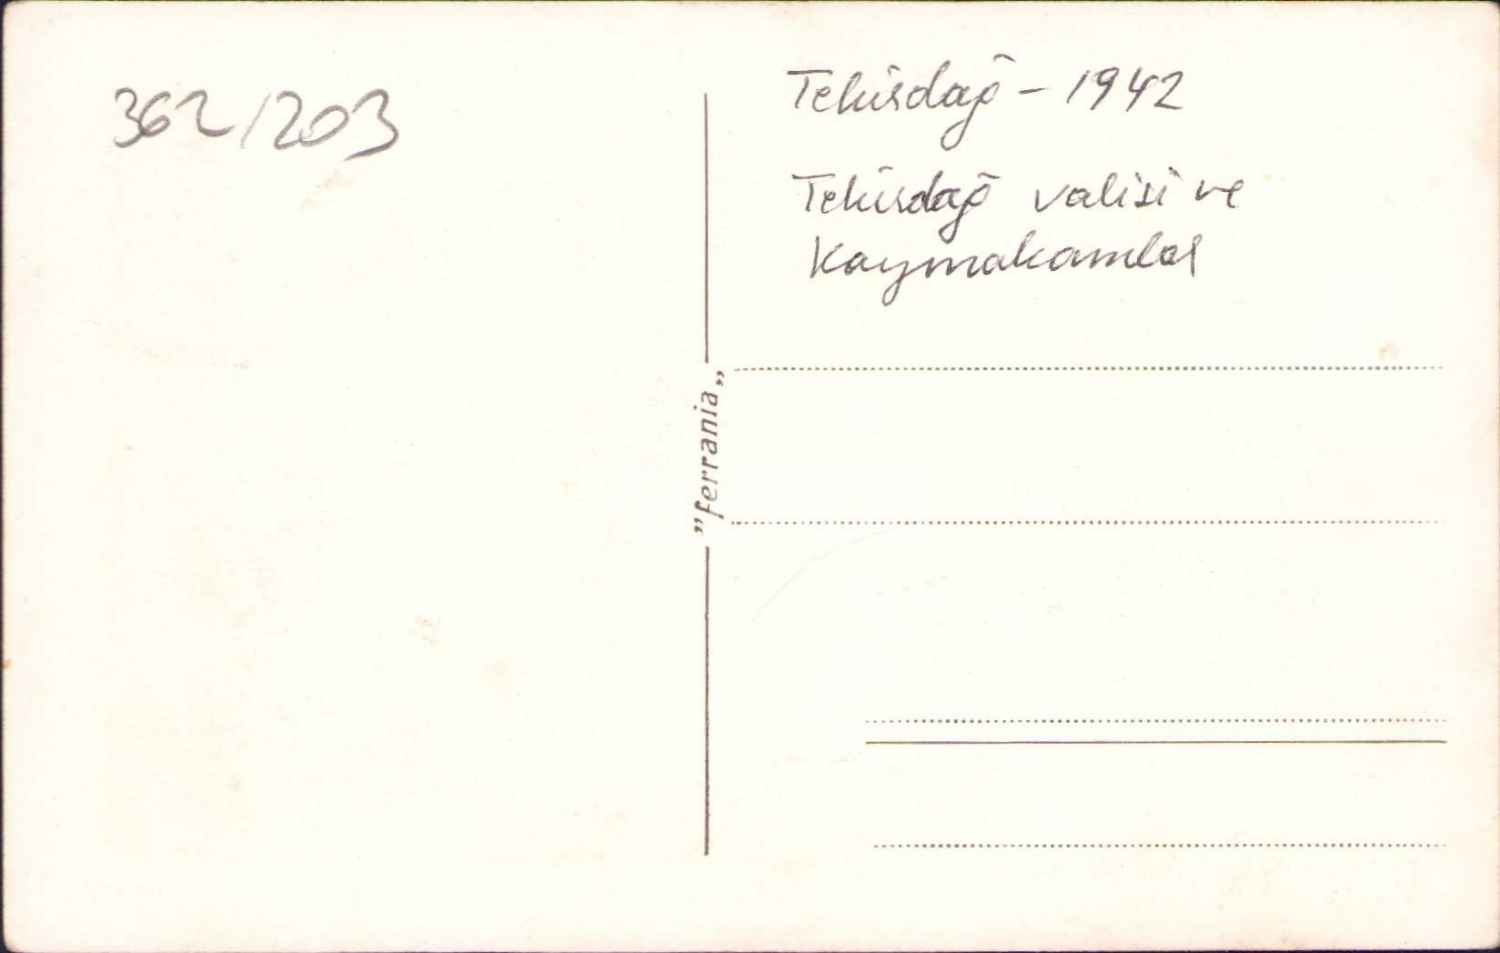 362/203
Tekirdağ - 1942
Tekirdağ valisi ve
Kaymakamlar
"ferrania"